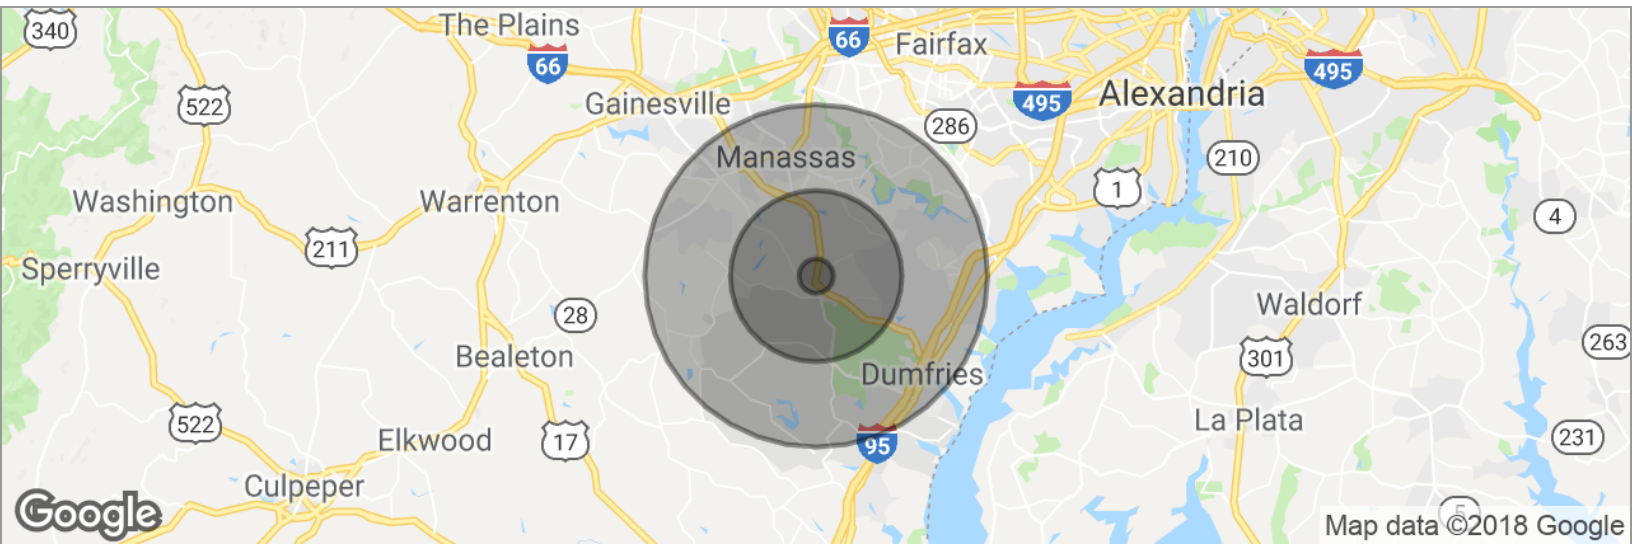 340
The Plains
66
66
Fairfax
495
495
522
Gainesville
Alexandria
286
Manassas
210
1
Washington
Warrenton
4
211
Sperryville
28
Waldorf
263
Bealeton
301
Dumfries
522
Elkwood
17
95
La Plata
231
Culpeper
Google
5
Map data ©2018 Google